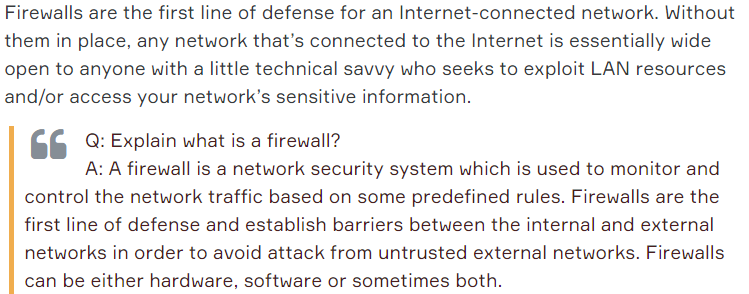 Firewalls are the first line of defense for an Internet-connected network. Without
them in place, any network that’s connected to the Internet is essentially wide
open to anyone with a little technical savvy who seeks to exploit LAN resources
and/or access your network’s sensitive information.
Q: Explain what is a firewall?
A: A firewall is a network security system which is used to monitor and
control the network traffic based on some predefined rules. Firewalls are the
first line of defense and establish barriers between the internal and external
networks in order to avoid attack from untrusted external networks. Firewalls
can be either hardware, software or sometimes both.